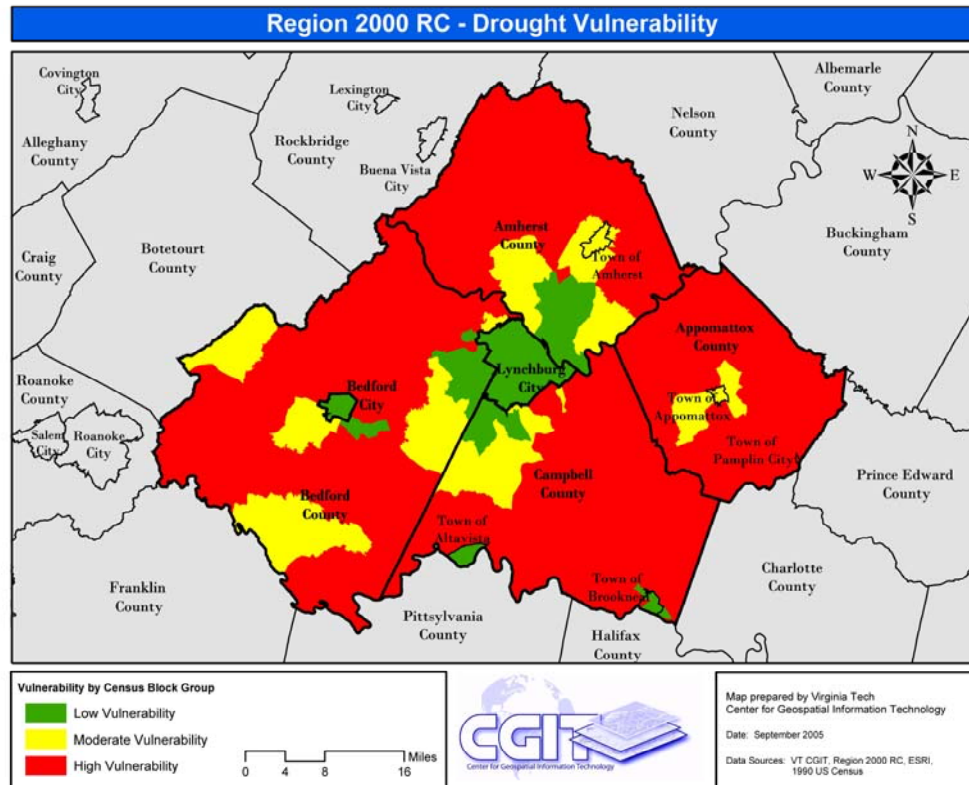 Region 2000 RC - Drought Vulnerability
Covington
City
Lexington
City
Albemarle
County
Nelson
County
Alleghany
County
Rockbridge
County
Buena Vista
City
N
W
E
S
Buckingham
County
Craig
County
Botetourt
County
Amherst
County
Town of
Amherst
Appomattox
County
Lynchburg
City
Roanoke
County
Bedford
City
Town of
Appomattox
Salem
City
Roanoke
City
Town of
Pamplin City
Campbell
County
Prince Edward
County
Bedford
County
Town of
Altavista
Charlotte
County
Franklin
County
Town of
Brookneal
Pittsylvania
County
Halifax
County
Vulnerability by Census Block Group
Low Vulnerability
Moderate Vulnerability
High Vulnerability
Miles
0 4 8 16
CGIT
Center for Geospatial Information Technology
Map prepared by Virginia Tech
Center for Geospatial Information Technology
Date: September 2005
Data Sources: VT CGIT, Region 2000 RC, ESRI,
1990 US Census